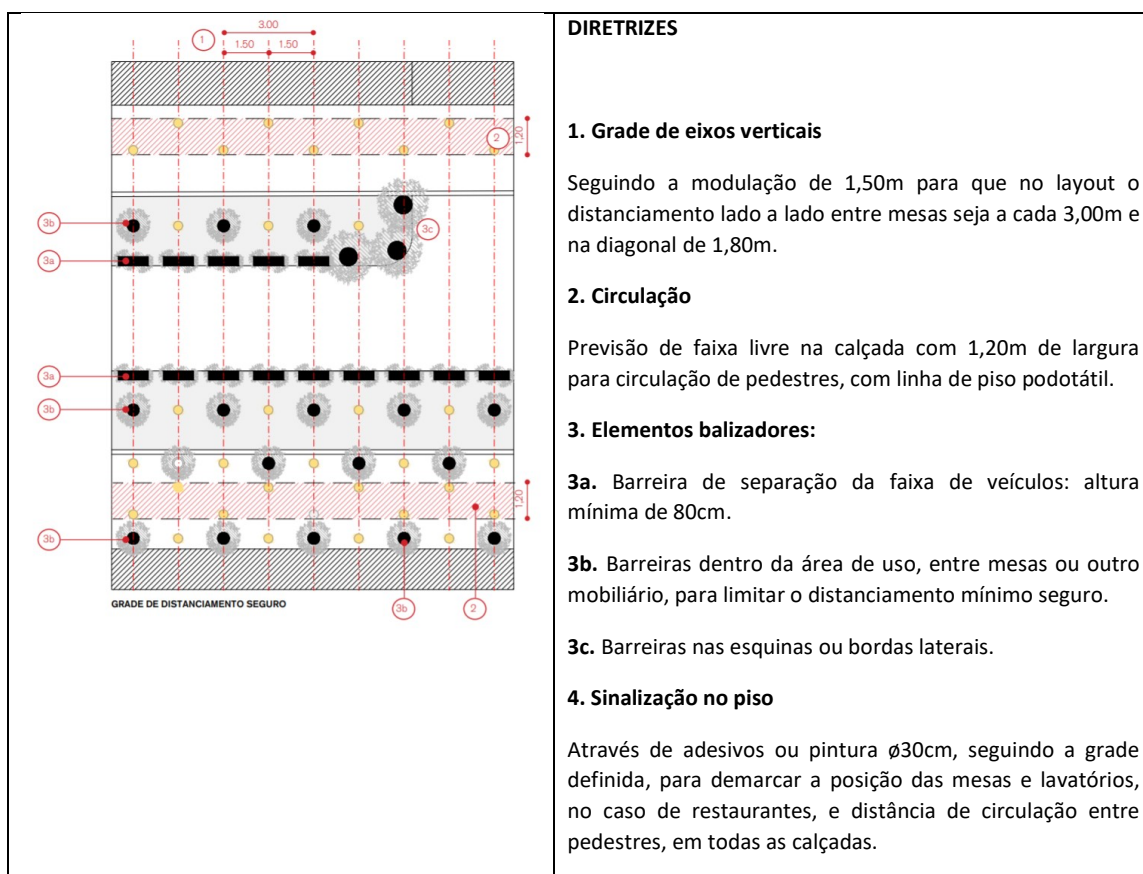 3.00
1
1.50
1.50
2
1,20
3b
3c
3a
3a
3b
1,20
3b
GRADE DE DISTANCIAMENTO SEGURO
3b
2
DIRETRIZES
1. Grade de eixos verticais
Seguindo a modulação de 1,50m para que no layout o
distanciamento lado a lado entre mesas seja a cada 3,00m e
na diagonal de 1,80m.
2. Circulação
Previsão de faixa livre na calçada com 1,20m de largura
para circulação de pedestres, com linha de piso podotátil.
3. Elementos balizadores:
3a. Barreira de separação da faixa de veículos: altura
mínima de 80cm.
3b. Barreiras dentro da área de uso, entre mesas ou outro
mobiliário, para limitar o distanciamento mínimo seguro.
3c. Barreiras nas esquinas ou bordas laterais.
4. Sinalização no piso
Através de adesivos ou pintura ø30cm, seguindo a grade
definida, para demarcar a posição das mesas e lavatórios,
no caso de restaurantes, e distância de circulação entre
pedestres, em todas as calçadas.